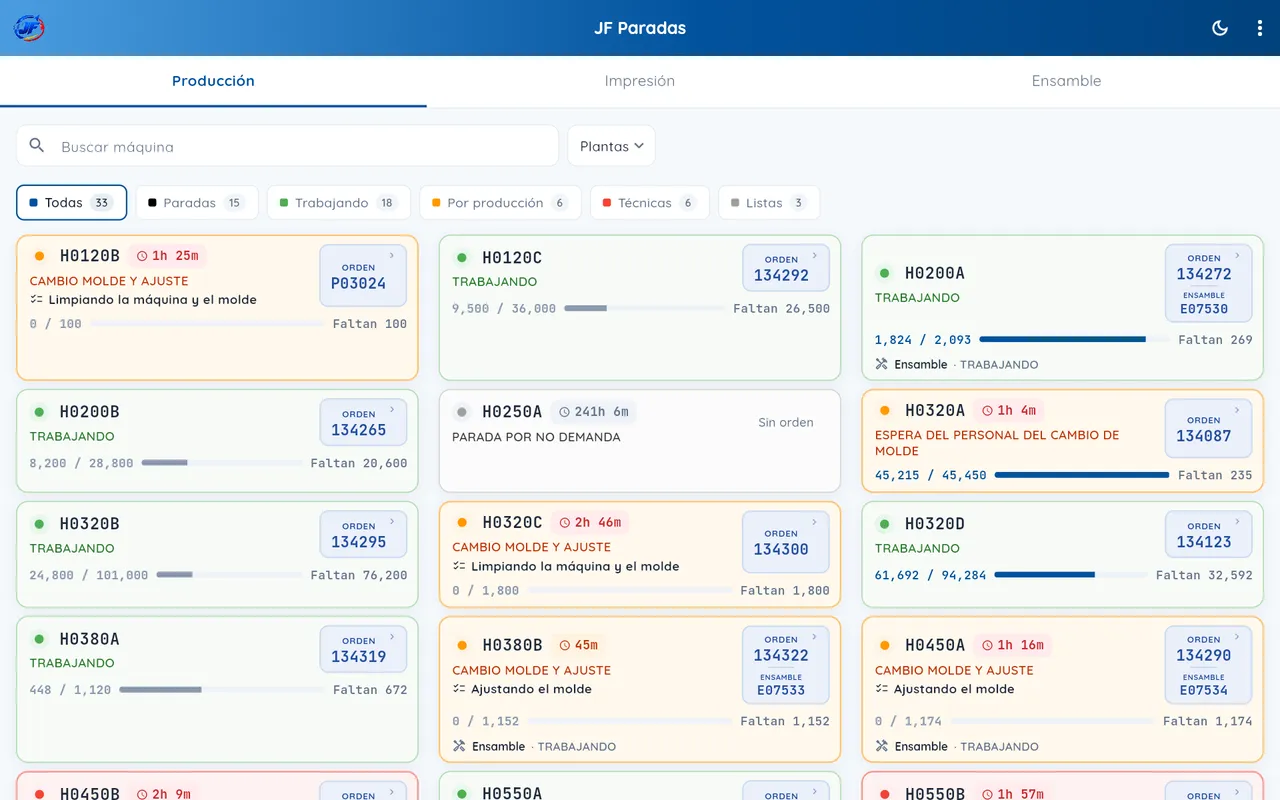 JF
JF Paradas
Producción
Impresión
Ensamble
Buscar máquina
Plantas
Todas 33
Paradas 15
Trabajando 18
Por producción 6
Técnicas 6
Listas 3
H0120B 1h 25m
CAMBIO MOLDE Y AJUSTE
Limpiando la máquina y el molde
ORDEN
P03024
0 / 100
Faltan 100
H0120C
TRABAJANDO
ORDEN
134292
9,500 / 36,000
Faltan 26,500
H0200A
TRABAJANDO
ORDEN
134272
ENSAMBLE
E07530
1,824 / 2,093
Faltan 269
Ensamble · TRABAJANDO
H0200B
TRABAJANDO
ORDEN
134265
8,200 / 28,800
Faltan 20,600
H0250A 241h 6m
PARADA POR NO DEMANDA
Sin orden
H0320A 1h 4m
ESPERA DEL PERSONAL DEL CAMBIO DE
MOLDE
ORDEN
134087
45,215 / 45,450
Faltan 235
H0320B
TRABAJANDO
ORDEN
134295
24,800 / 101,000
Faltan 76,200
H0320C 2h 46m
CAMBIO MOLDE Y AJUSTE
Limpiando la máquina y el molde
ORDEN
134300
0 / 1,800
Faltan 1,800
H0320D
TRABAJANDO
ORDEN
134123
61,692 / 94,284
Faltan 32,592
H0380A
TRABAJANDO
ORDEN
134319
448 / 1,120
Faltan 672
H0380B 45m
CAMBIO MOLDE Y AJUSTE
Ajustando el molde
ORDEN
134322
ENSAMBLE
E07533
0 / 1,152
Faltan 1,152
Ensamble · TRABAJANDO
H0450A 1h 16m
CAMBIO MOLDE Y AJUSTE
Ajustando el molde
ORDEN
134290
ENSAMBLE
E07534
0 / 1,174
Faltan 1,174
Ensamble · TRABAJANDO
H0450B 2h 9m
ORDEN
H0550A
ORDEN
H0550B 1h 57m
ORDEN